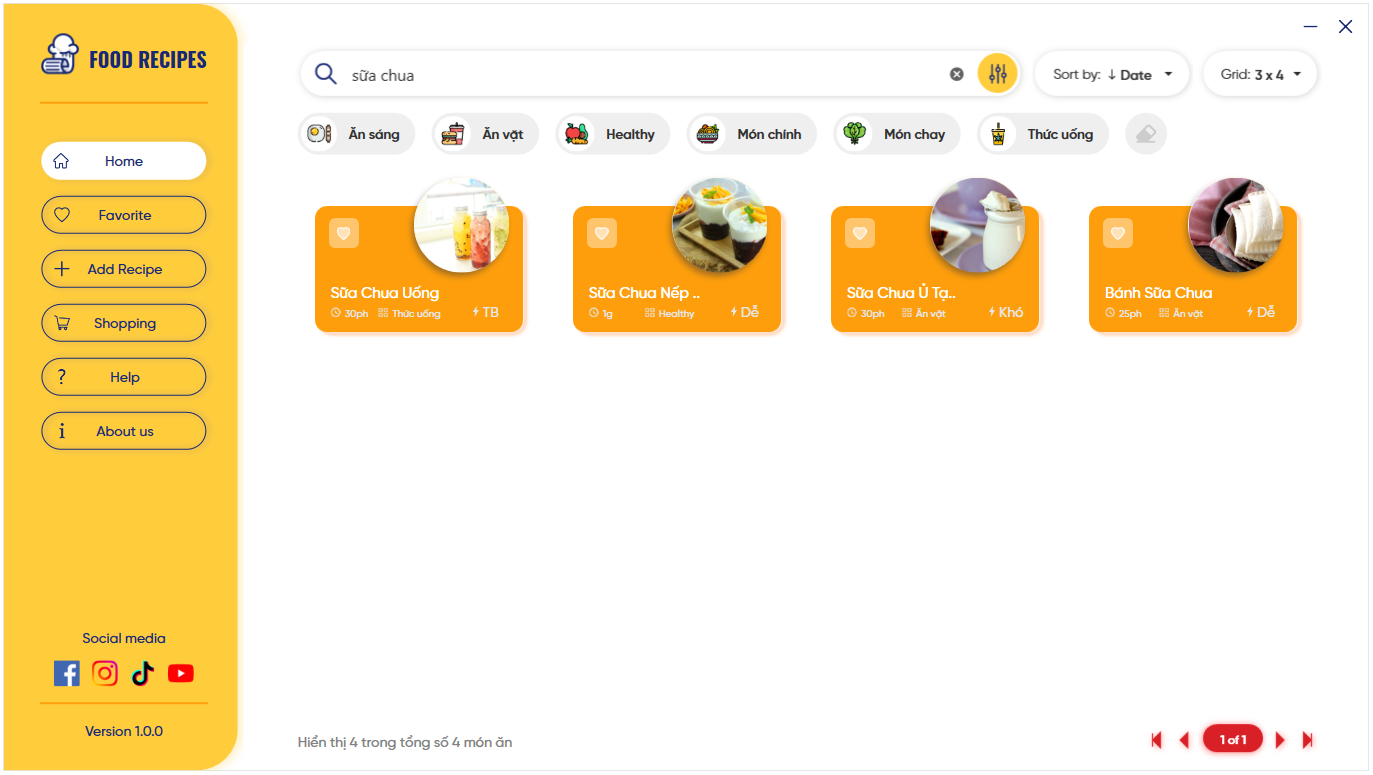 FOOD RECIPES
Home
Favorite
Add Recipe
Shopping
? Help
i About us
Social media
Version 1.0.0
sữa chua
Sort by: ↓ Date
Grid: 3 x 4
Ăn sáng
Ăn vặt
Healthy
Món chính
Món chay
Thức uống
Sữa Chua Uống
30ph Thức uống TB
Sữa Chua Nếp ..
1g Healthy Dễ
Sữa Chua Ủ Tạ..
30ph Ăn vặt Khó
Bánh Sữa Chua
25ph Ăn vặt Dễ
Hiển thị 4 trong tổng số 4 món ăn
1 of 1